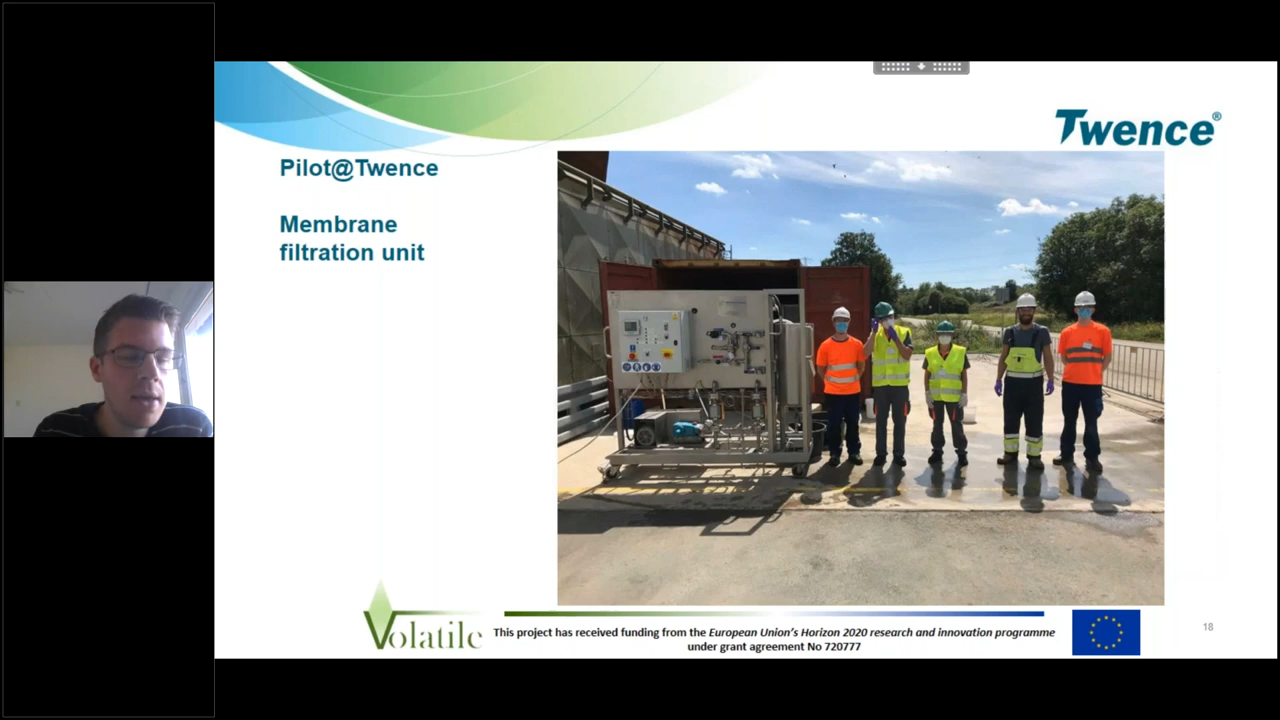 Twence®
Pilot@Twence
Membrane
filtration unit
Volatile
This project has received funding from the European Union's Horizon 2020 research and innovation programme
under grant agreement No 720777
18